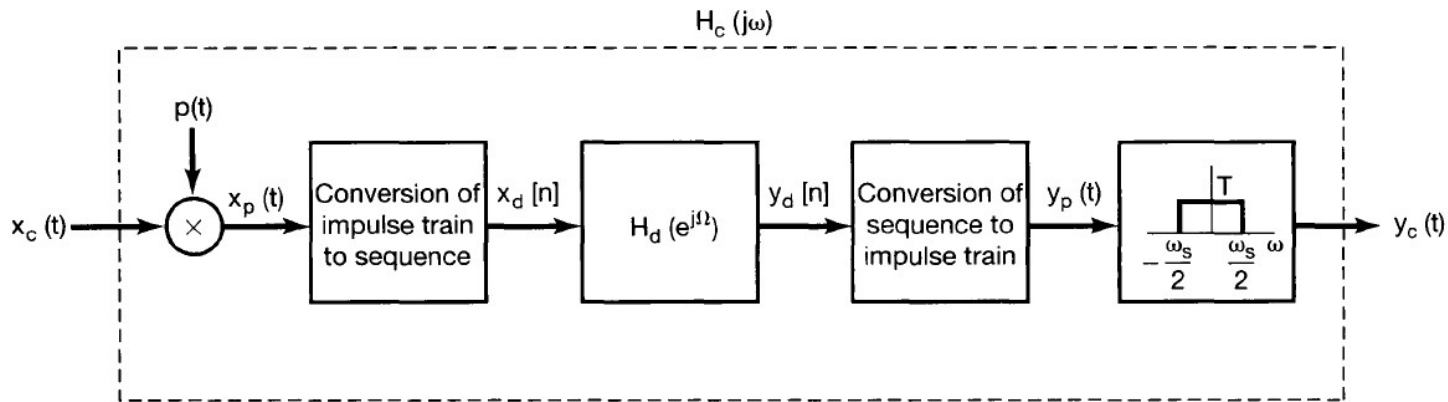 H_c (jω)
p(t)
x_c (t)
×
x_p (t)
Conversion of
impulse train
to sequence
x_d [n]
H_d (e^{jΩ})
y_d [n]
Conversion of
sequence to
impulse train
y_p (t)
T
-ω_s/2
ω_s/2
ω
y_c (t)